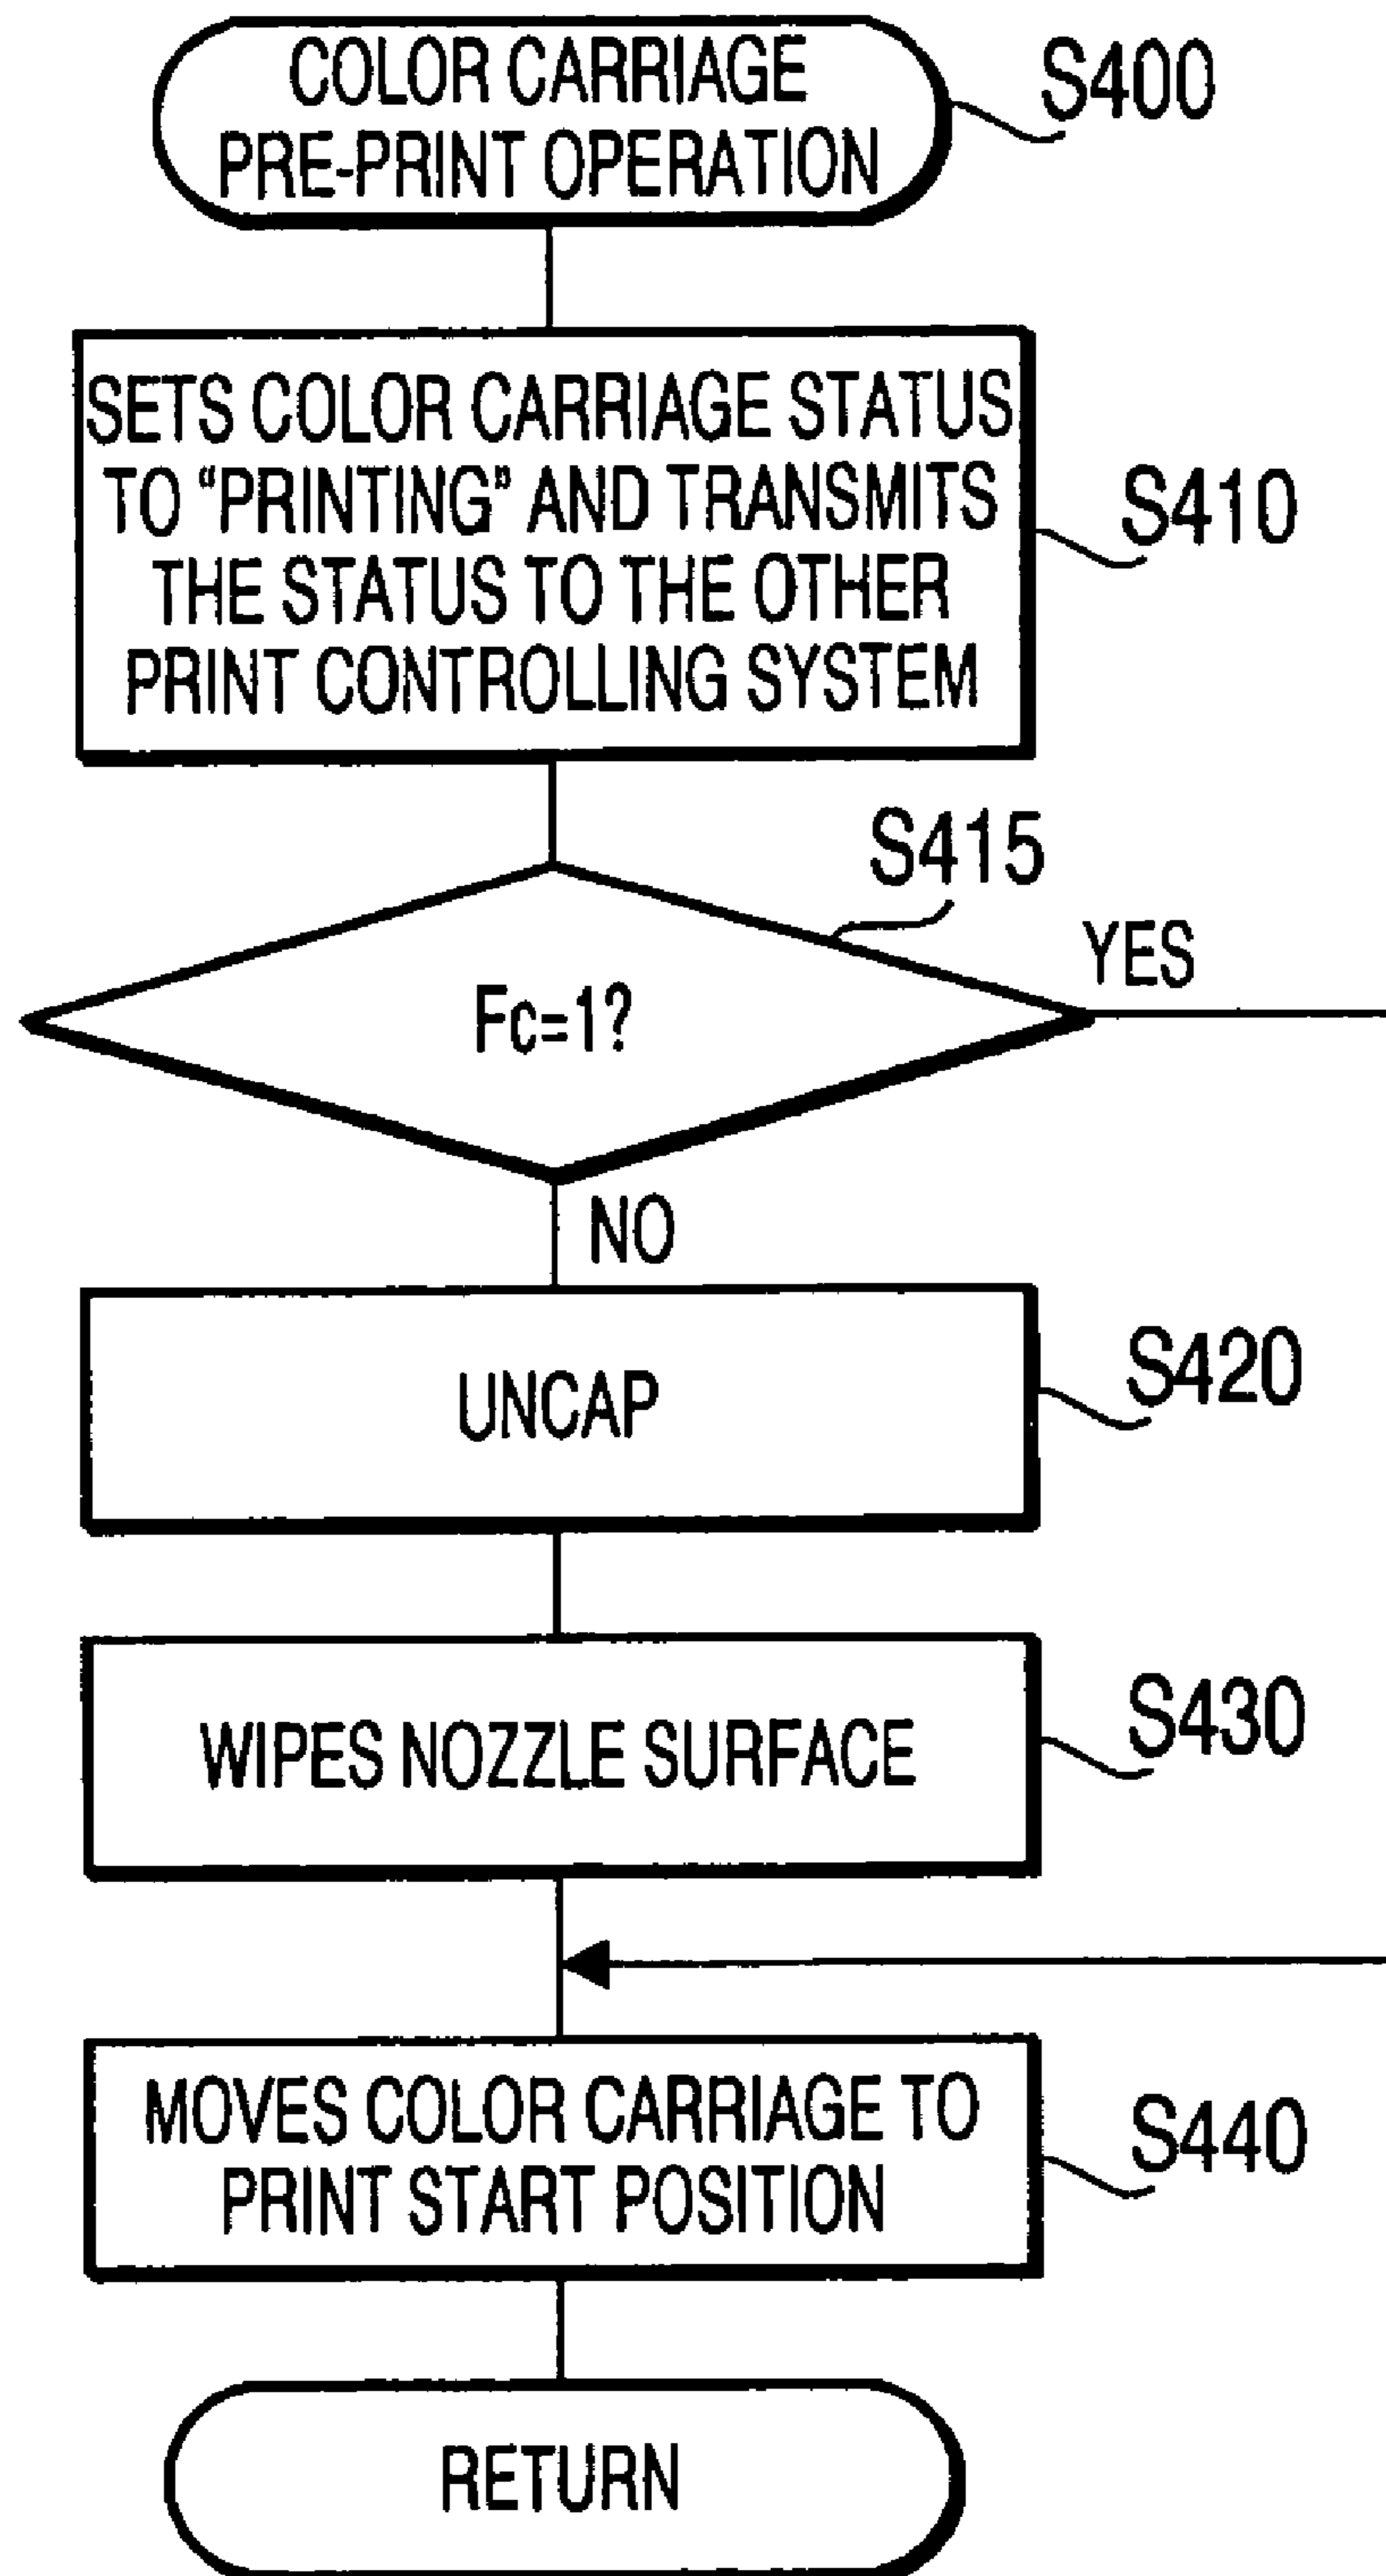 COLOR CARRIAGE
PRE-PRINT OPERATION
S400
SETS COLOR CARRIAGE STATUS
TO “PRINTING” AND TRANSMITS
THE STATUS TO THE OTHER
PRINT CONTROLLING SYSTEM
S410
S415
Fc=1?
YES
NO
UNCAP
S420
WIPES NOZZLE SURFACE
S430
MOVES COLOR CARRIAGE TO
PRINT START POSITION
S440
RETURN